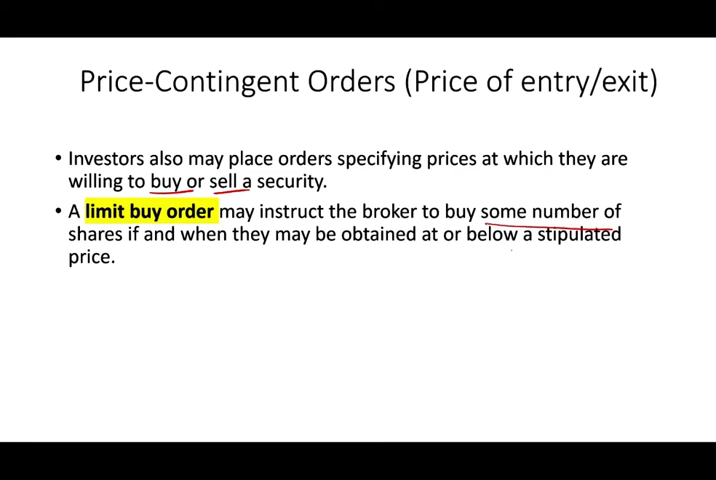 Price-Contingent Orders (Price of entry/exit)
• Investors also may place orders specifying prices at which they are
willing to buy or sell a security.
• A limit buy order may instruct the broker to buy some number of
shares if and when they may be obtained at or below a stipulated
price.